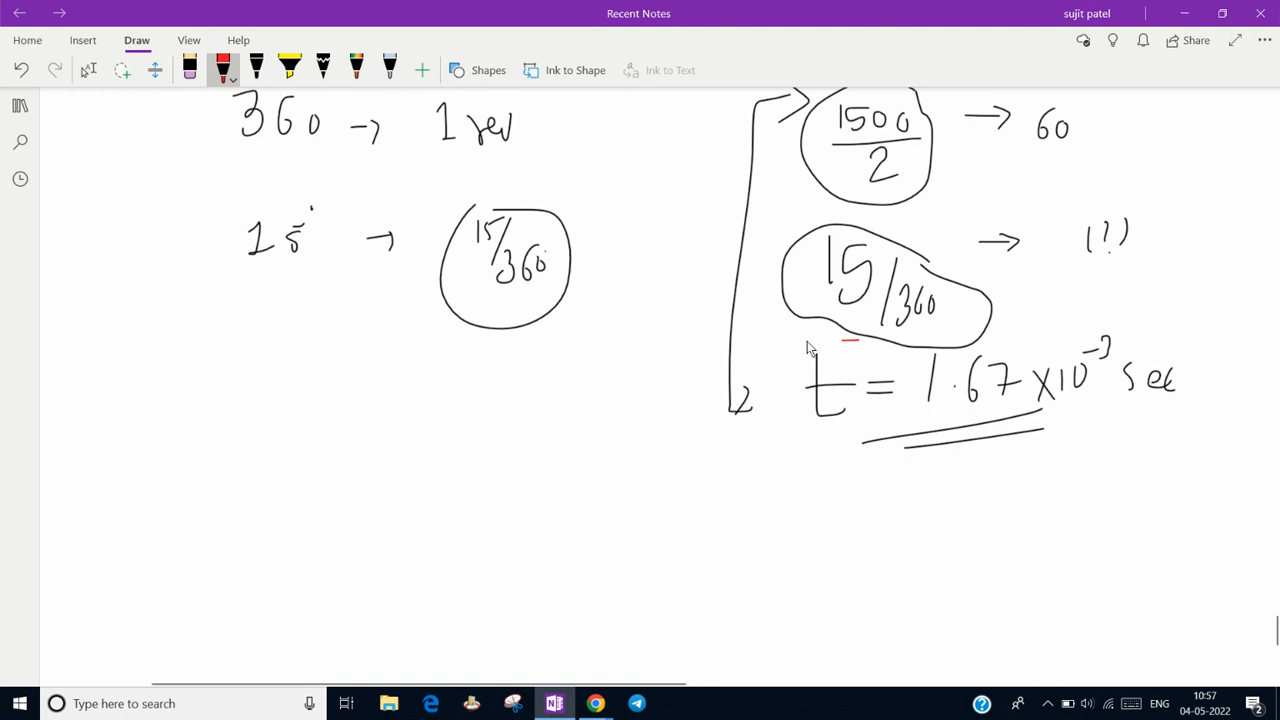 Recent Notes
sujit patel
Home Insert Draw View Help
Share
Shapes
Ink to Shape
Ink to Text
360 → 1 rev
15° → 15/360
1500/2 → 60
15/360 → (?)
t = 1.67 ×10⁻³ sec
Type here to search
ENG
10:57
04-05-2022
2